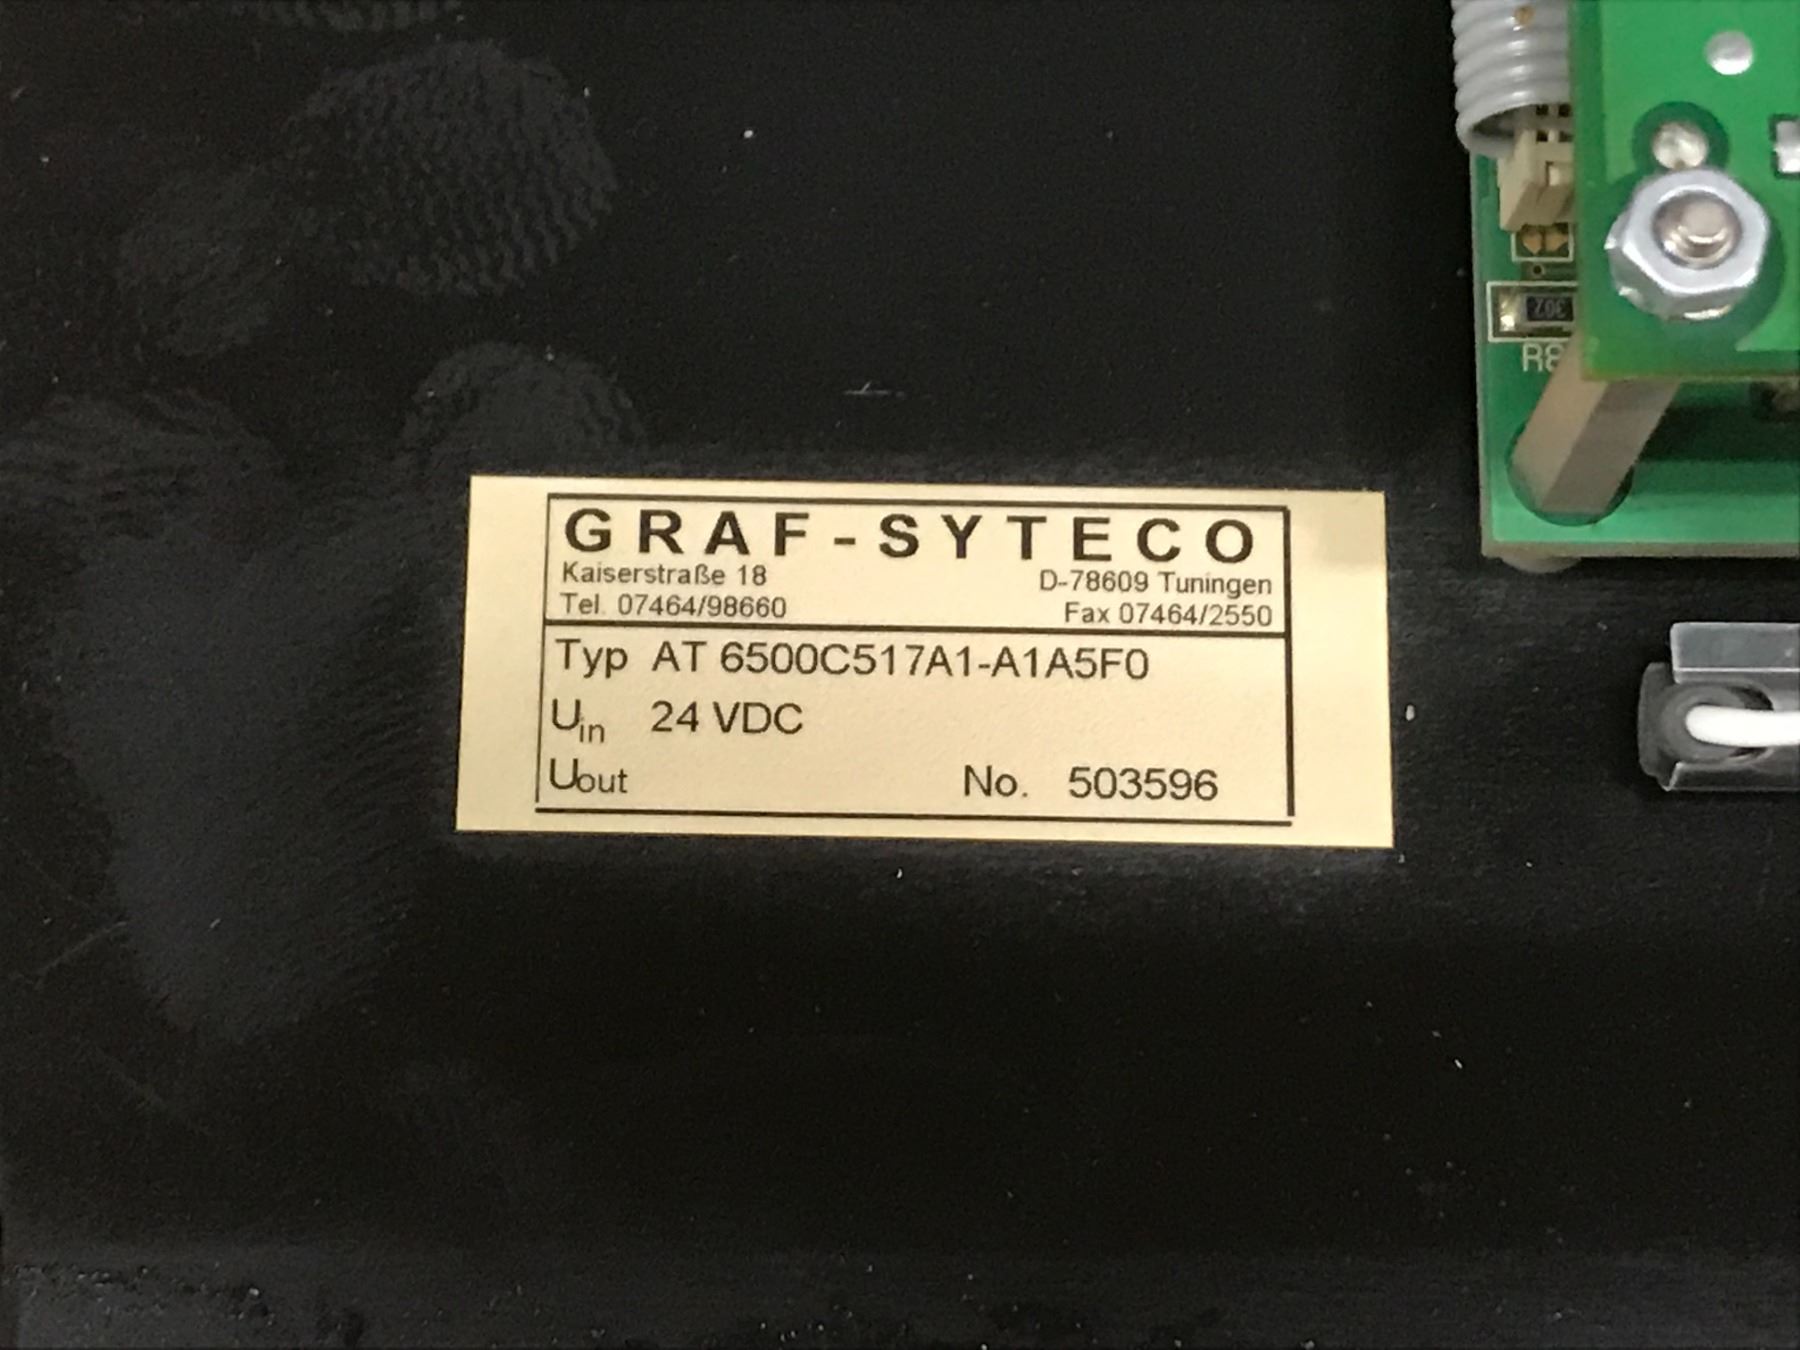 GRAF-SYTECO
Kaiserstraße 18 D-78609 Tuningen
Tel. 07464/98660 Fax 07464/2550
Typ AT 6500C517A1-A1A5F0
Uin 24 VDC
Uout No. 503596
R8